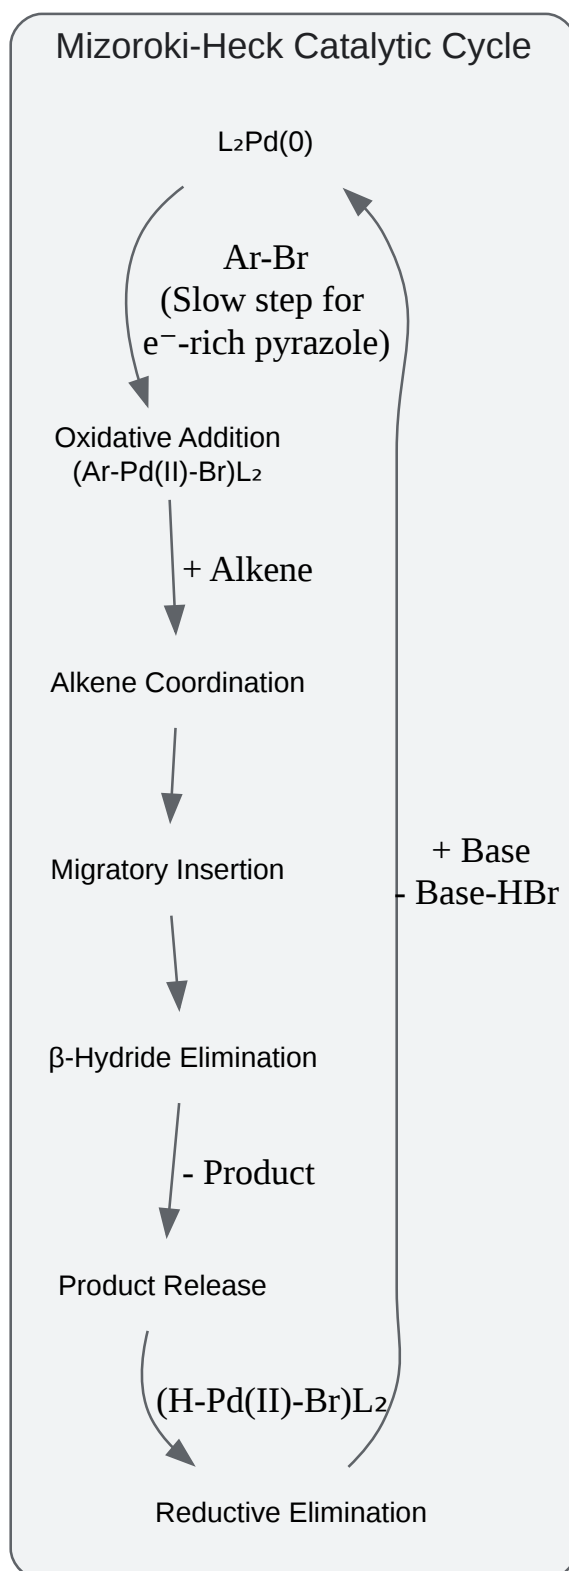 Mizoroki-Heck Catalytic Cycle
L₂Pd(0)
Ar-Br
(Slow step for
e⁻-rich pyrazole)
Oxidative Addition
(Ar-Pd(II)-Br)L₂
+ Alkene
Alkene Coordination
Migratory Insertion
+ Base
- Base-HBr
β-Hydride Elimination
- Product
Product Release
(H-Pd(II)-Br)L₂
Reductive Elimination